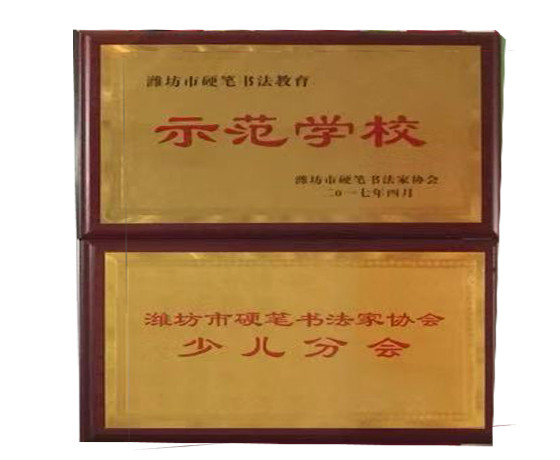 潍坊市硬笔书法教育
示范学校
潍坊市硬笔书法家协会
二0一七年四月
潍坊市硬笔书法家协会
少儿分会